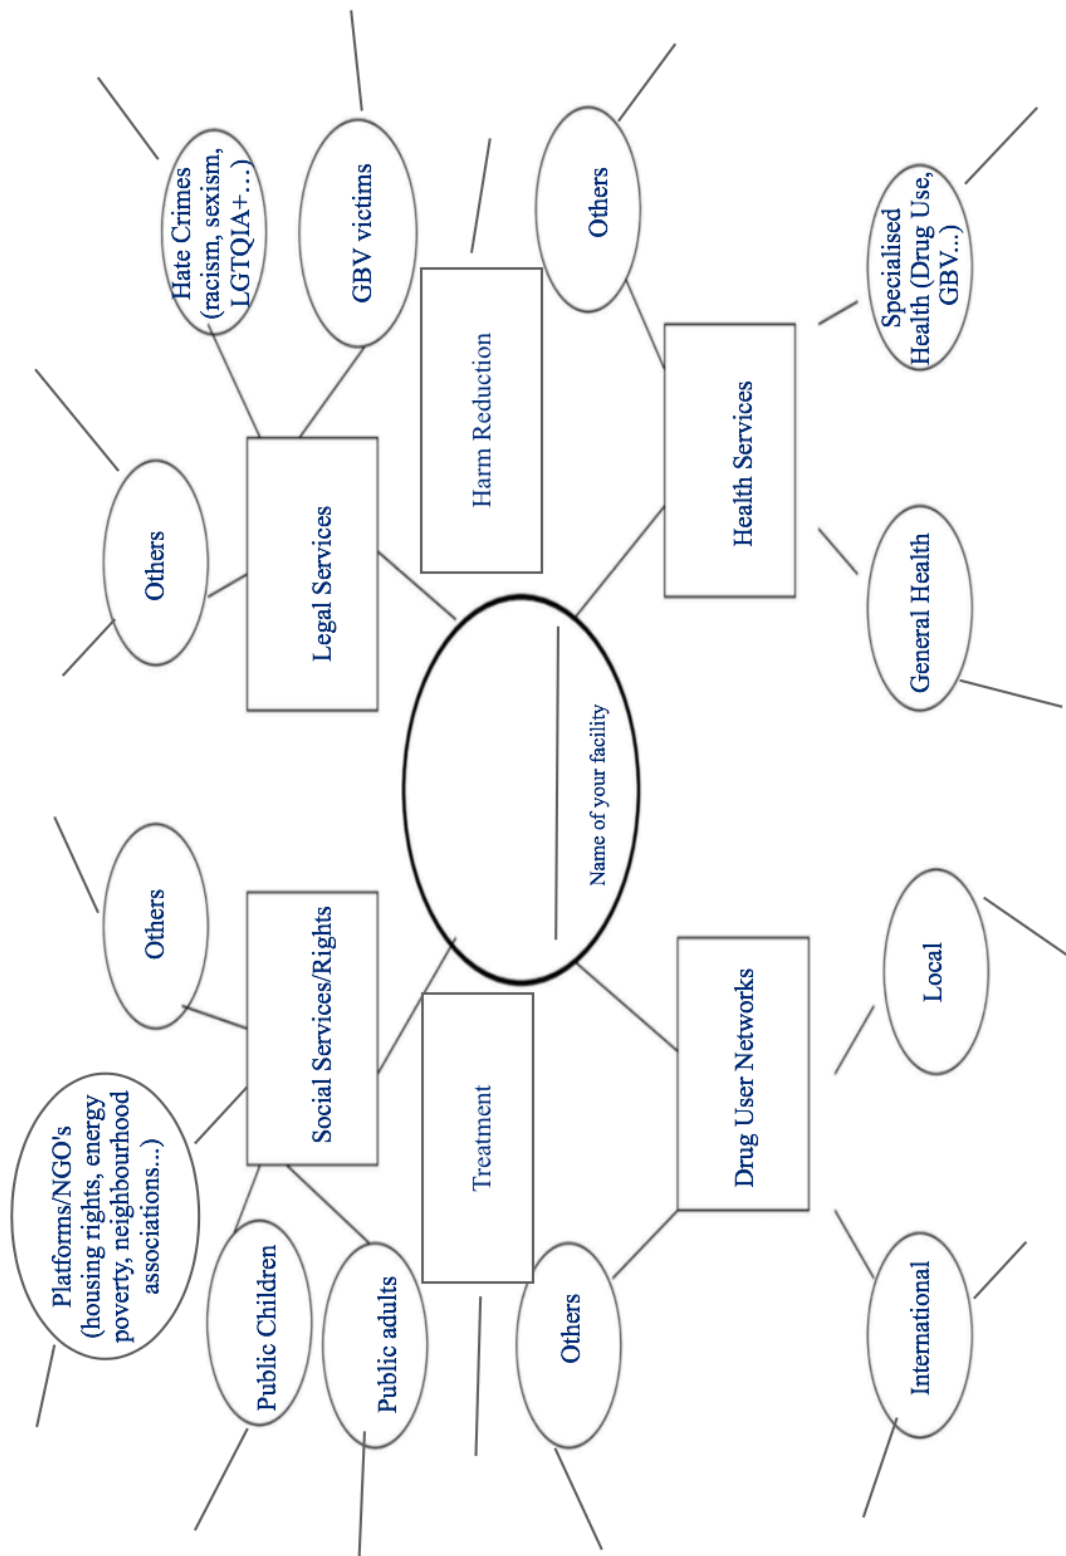 Platforms/NGO's
(housing rights, energy
poverty, neighbourhood
associations...)
Others
Others
Hate Crimes
(racism, sexism,
LGTQIA+...)
Public Children
Public adults
Social Services/Rights
Legal Services
GBV victims
Treatment
Harm Reduction
Name of your facility
Others
Others
Drug User Networks
Health Services
International
Local
General Health
Specialised
Health (Drug Use,
GBV...)